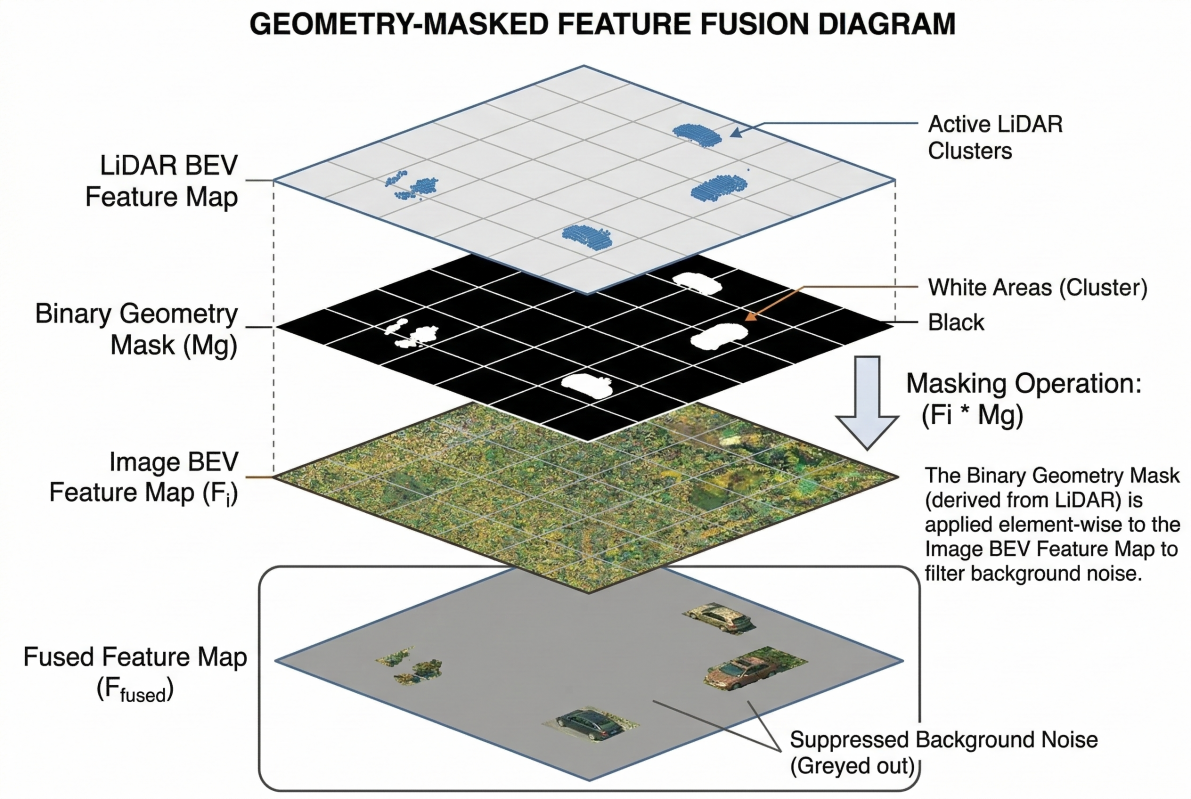 GEOMETRY-MASKED FEATURE FUSION DIAGRAM
LiDAR BEV
Feature Map
Active LiDAR
Clusters
Binary Geometry
Mask (Mg)
White Areas (Cluster)
Black
Masking Operation:
(Fi * Mg)
Image BEV
Feature Map (Fi)
The Binary Geometry Mask
(derived from LiDAR) is
applied element-wise to the
Image BEV Feature Map to
filter background noise.
Fused Feature Map
(Ffused)
Suppressed Background Noise
(Greyed out)